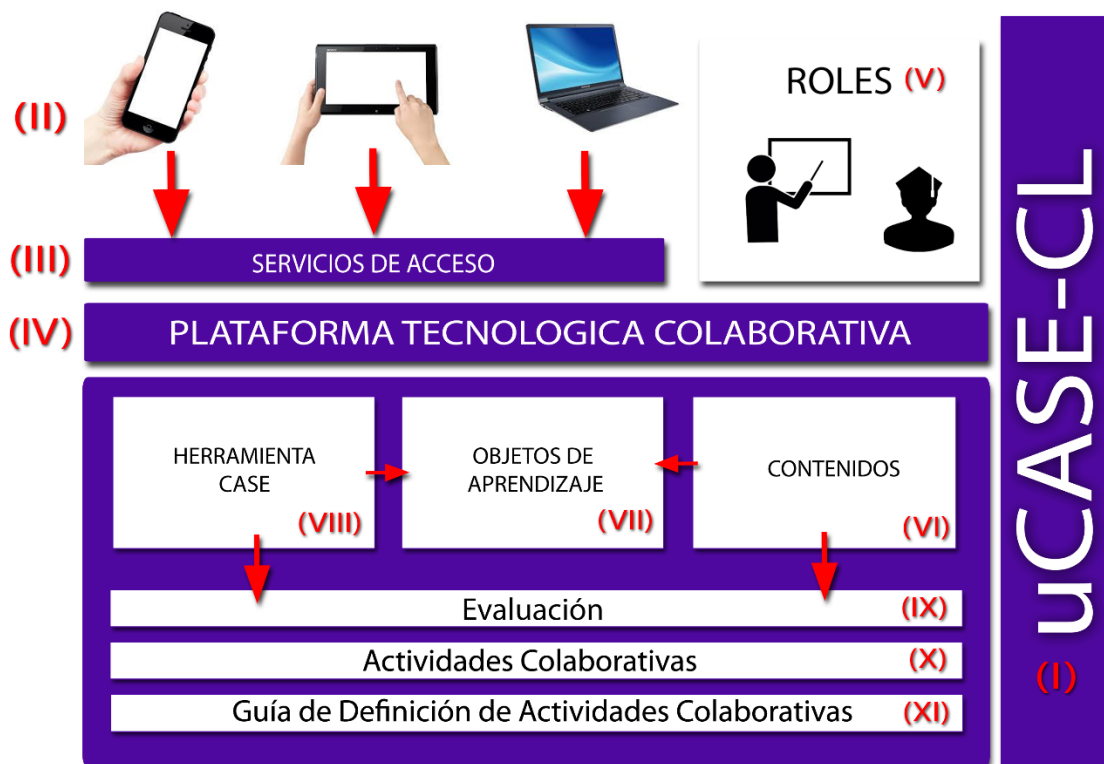 ROLES (V)
(II)
(III)
SERVICIOS DE ACCESO
(IV)
PLATAFORMA TECNOLOGICA COLABORATIVA
HERRAMIENTA
CASE
(VIII)
OBJETOS DE
APRENDIZAJE
(VII)
CONTENIDOS
(VI)
Evaluación (IX)
Actividades Colaborativas (X)
Guía de Definición de Actividades Colaborativas (XI)
(I) uCASE-CL